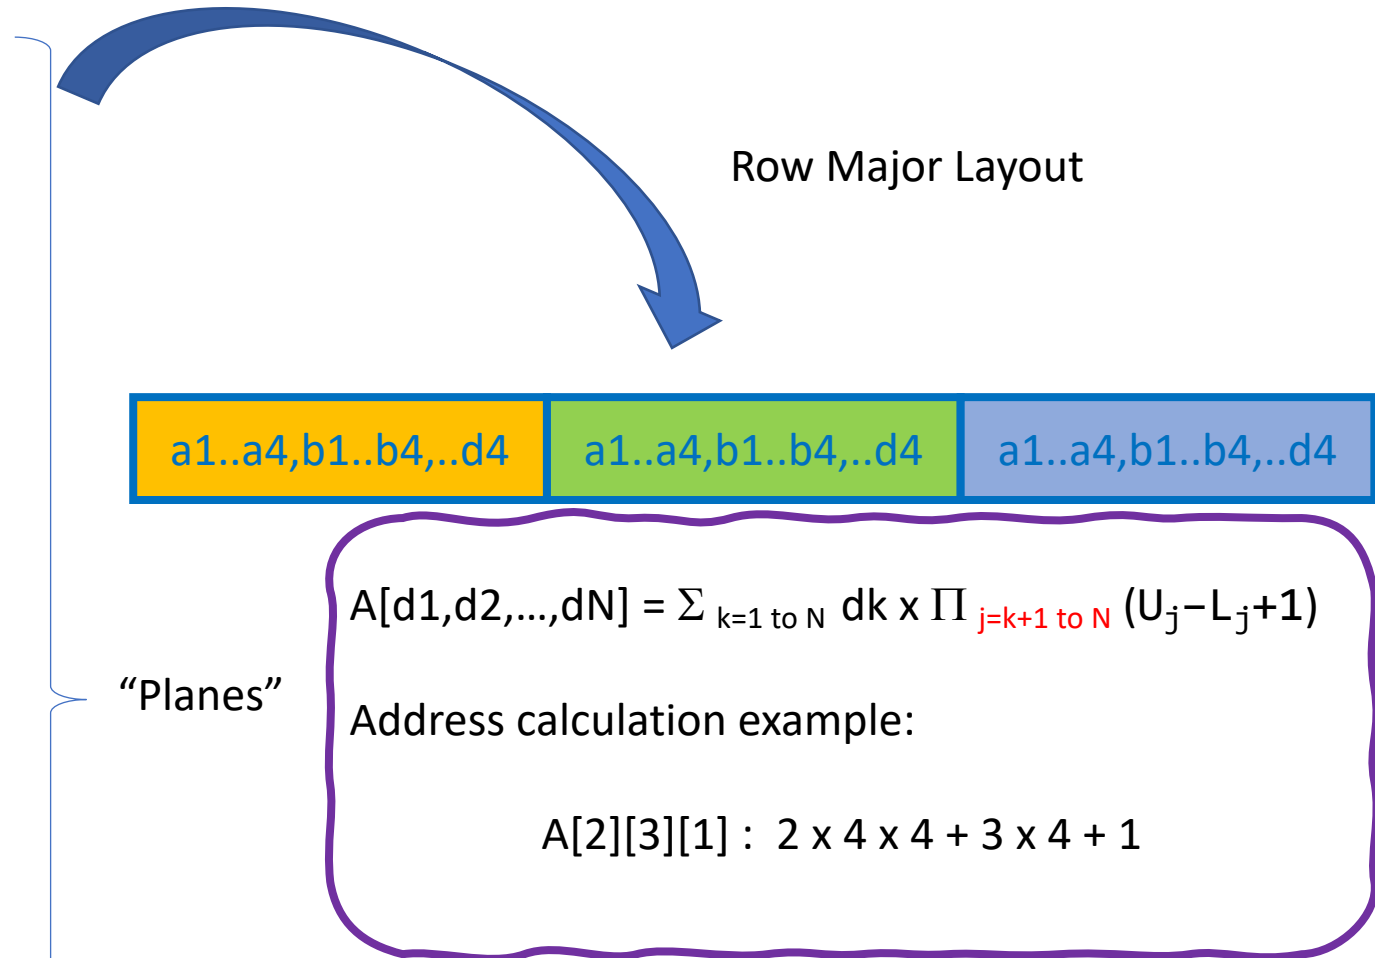 Row Major Layout
a1..a4,b1..b4,..d4 a1..a4,b1..b4,..d4 a1..a4,b1..b4,..d4
A[d1,d2,...,dN] = Σ k=1 to N dk x Π j=k+1 to N (Uj−Lj+1)
“Planes”
Address calculation example:
A[2][3][1] : 2 x 4 x 4 + 3 x 4 + 1